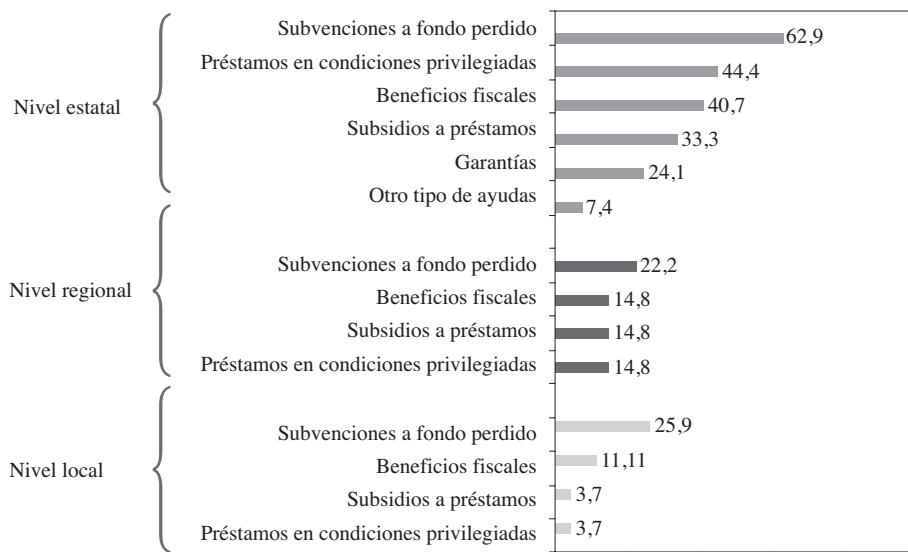 Nivel estatal
Subvenciones a fondo perdido 62,9
Préstamos en condiciones privilegiadas 44,4
Beneficios fiscales 40,7
Subsidios a préstamos 33,3
Garantías 24,1
Otro tipo de ayudas 7,4
Nivel regional
Subvenciones a fondo perdido 22,2
Beneficios fiscales 14,8
Subsidios a préstamos 14,8
Préstamos en condiciones privilegiadas 14,8
Nivel local
Subvenciones a fondo perdido 25,9
Beneficios fiscales 11,11
Subsidios a préstamos 3,7
Préstamos en condiciones privilegiadas 3,7